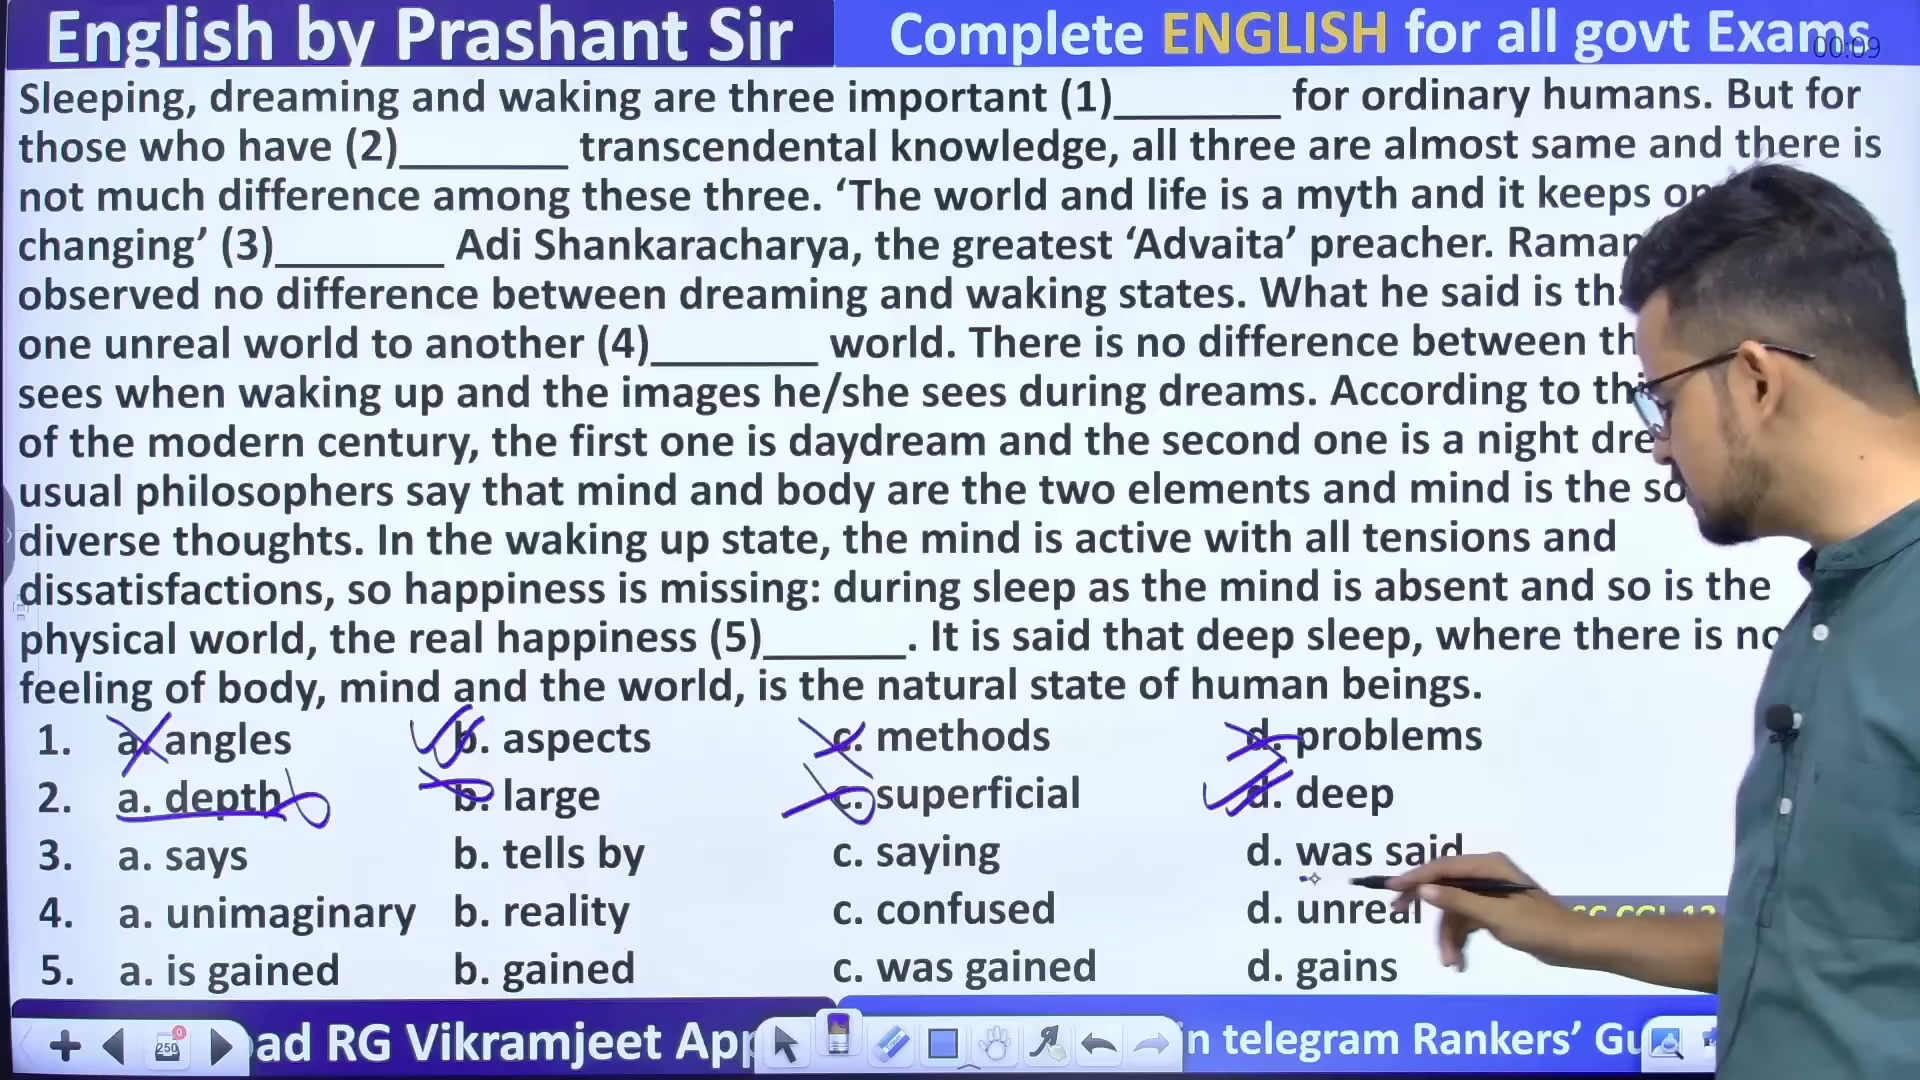 English by Prashant Sir
Complete ENGLISH for all govt Exams
00:09
Sleeping, dreaming and waking are three important (1)_______ for ordinary humans. But for
those who have (2)_______ transcendental knowledge, all three are almost same and there is
not much difference among these three. ‘The world and life is a myth and it keeps on
changing’ (3)_______ Adi Shankaracharya, the greatest ‘Advaita’ preacher.
observed no difference between dreaming and waking states. What he said is
one unreal world to another (4)_______ world. There is no difference between
sees when waking up and the images he/she sees during dreams. According to
of the modern century, the first one is daydream and the second one is a night
usual philosophers say that mind and body are the two elements and mind is the
diverse thoughts. In the waking up state, the mind is active with all tensions and
dissatisfactions, so happiness is missing: during sleep as the mind is absent and so is the
physical world, the real happiness (5)______. It is said that deep sleep, where there is no
feeling of body, mind and the world, is the natural state of human beings.
1. a. angles b. aspects c. methods d. problems
2. a. depth b. large c. superficial d. deep
3. a. says b. tells by c. saying d. was said
4. a. unimaginary b. reality c. confused d. unreal
5. a. is gained b. gained c. was gained d. gains
250
0
ad RG Vikramjeet App
in telegram Rankers’ Gu